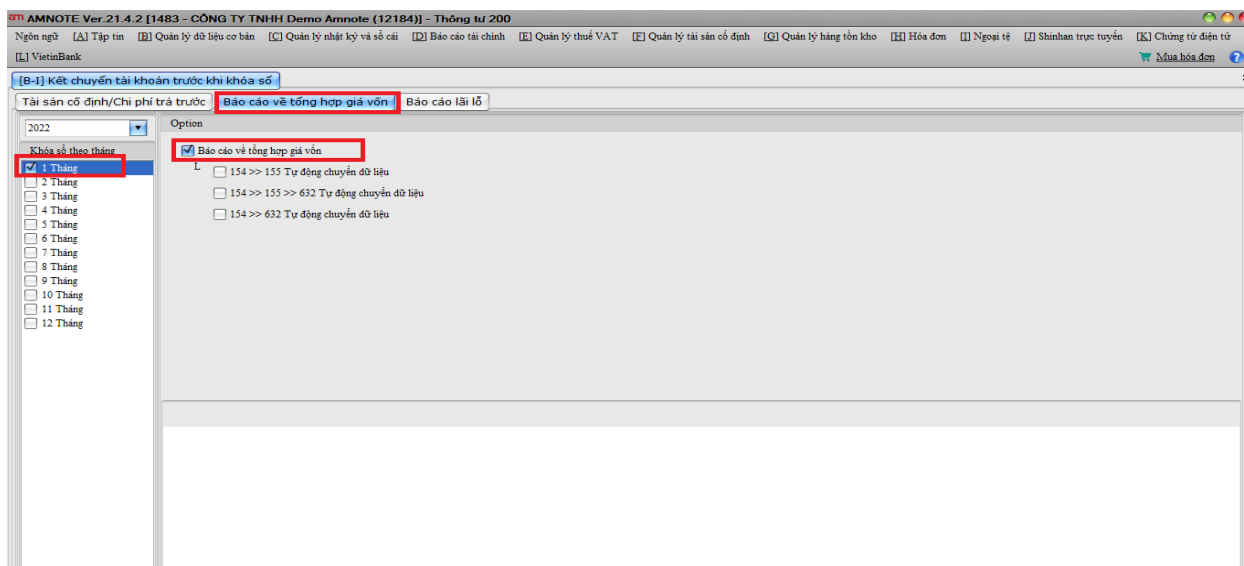 am AMNOTE Ver.21.4.2 [1483 - CÔNG TY TNHH Demo Amnote (12184)] - Thông tư 200
Ngôn ngữ [A] Tập tin [B] Quản lý dữ liệu cơ bản [C] Quản lý nhật ký và sổ cái [D] Báo cáo tài chính [E] Quản lý thuế VAT [F] Quản lý tài sản cố định [G] Quản lý hàng tồn kho [H] Hóa đơn [I] Ngoại tệ [J] Shinhan trực tuyến [K] Chứng từ điện tử
[L] VietinBank Mua hóa đơn ?
[B-I] Kết chuyển tài khoản trước khi khóa sổ
Tài sản cố định/Chi phí trả trước Báo cáo về tổng hợp giá vốn Báo cáo lãi lỗ
2022 Option
Khóa sổ theo tháng Báo cáo về tổng hợp giá vốn
1 Tháng L 154 >> 155 Tự động chuyển dữ liệu
2 Tháng
3 Tháng 154 >> 155 >> 632 Tự động chuyển dữ liệu
4 Tháng 154 >> 632 Tự động chuyển dữ liệu
5 Tháng
6 Tháng
7 Tháng
8 Tháng
9 Tháng
10 Tháng
11 Tháng
12 Tháng